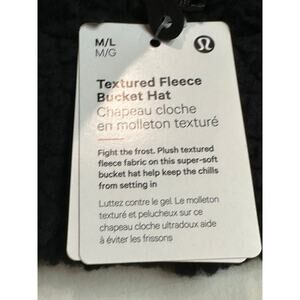 M/L
M/G
Textured Fleece
Bucket Hat
Chapeau cloche
en molleton texturé
Fight the frost. Plush textured
fleece fabric on this super-soft
bucket hat help keep the chills
from setting in
Luttez contre le gel. Le molleton
texturé et pelucheux sur ce
chapeau cloche ultradoux aide
à éviter les frissons